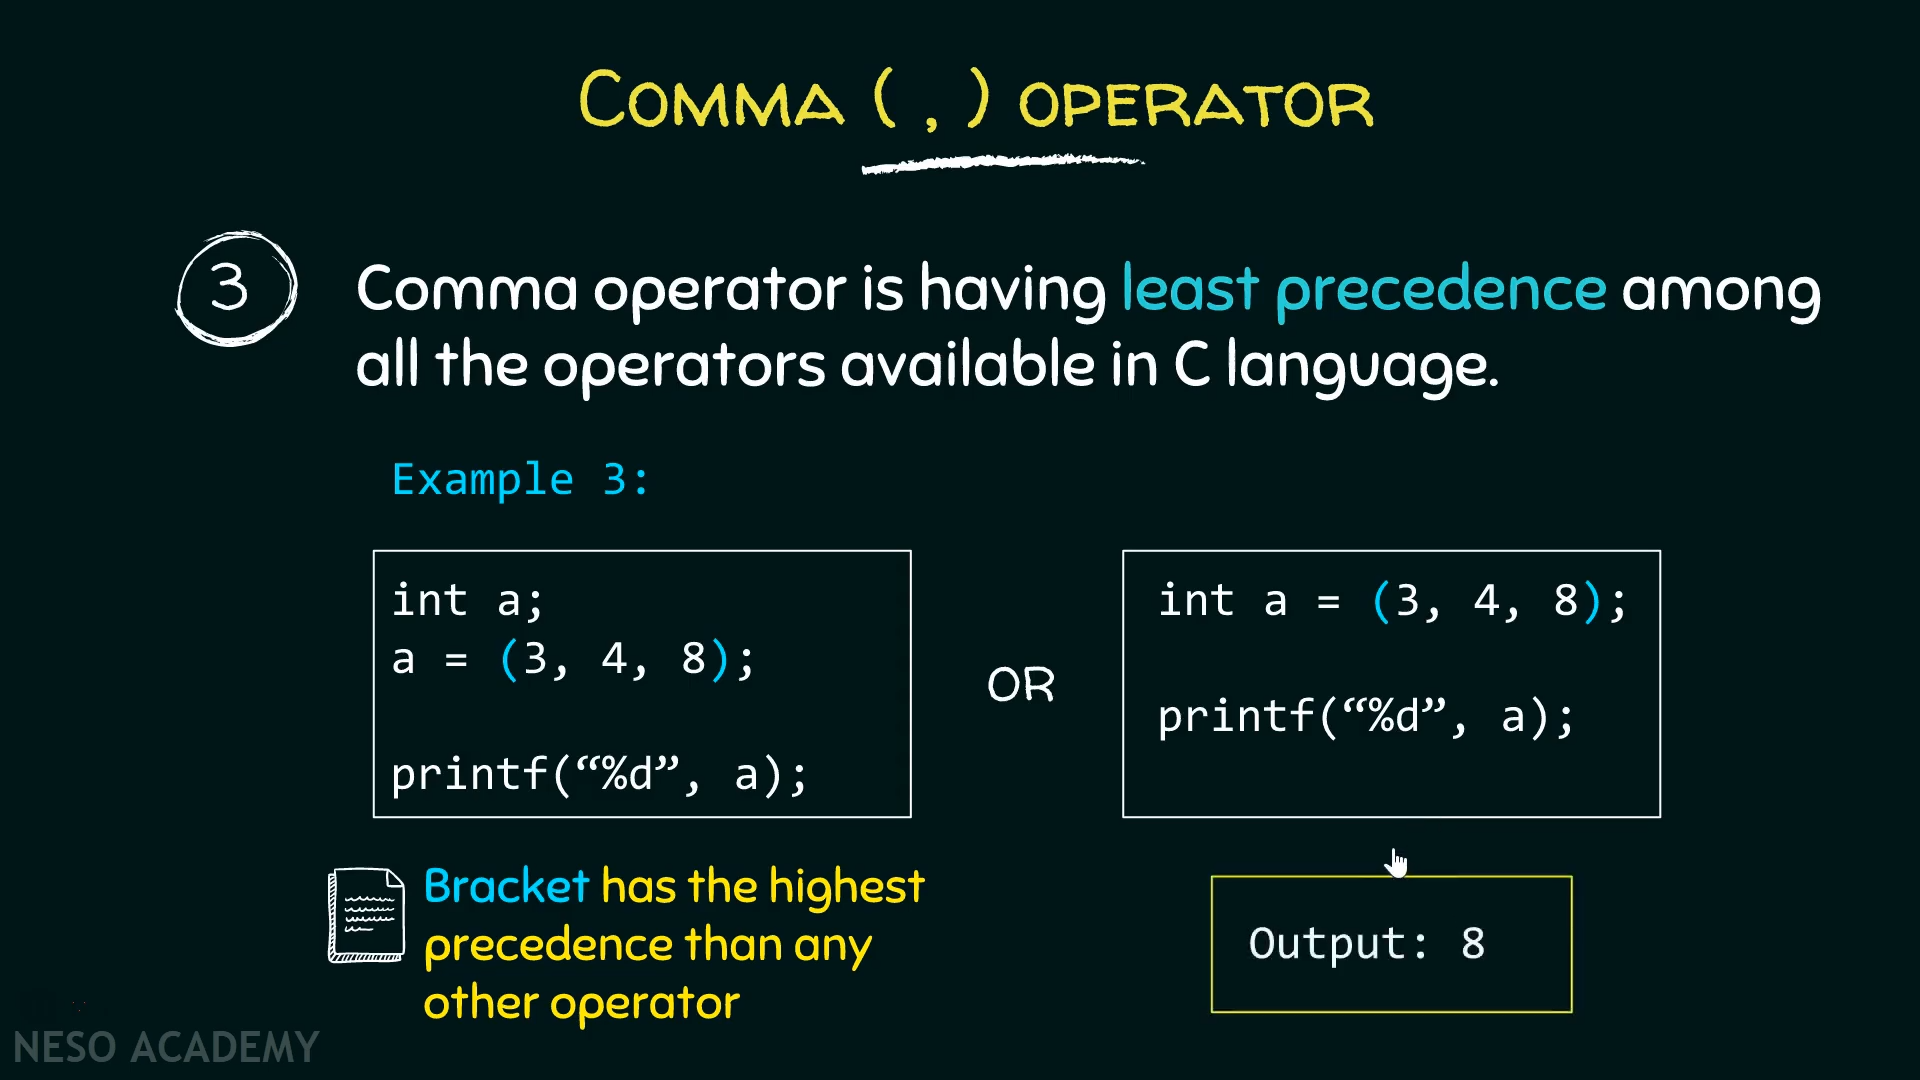 COMMA ( , ) OPERATOR
3
Comma operator is having least precedence among
all the operators available in C language.
Example 3:
int a;
a = (3, 4, 8);
printf(“%d”, a);
OR
int a = (3, 4, 8);
printf(“%d”, a);
Bracket has the highest
precedence than any
other operator
Output: 8
NESO ACADEMY